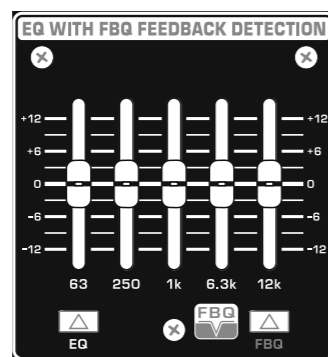 EQ WITH FBQ FEEDBACK DETECTION
+12 +12
+6 +6
0 0
-6 -6
-12 -12
63 250 1k 6.3k 12k
FBQ
EQ FBQ